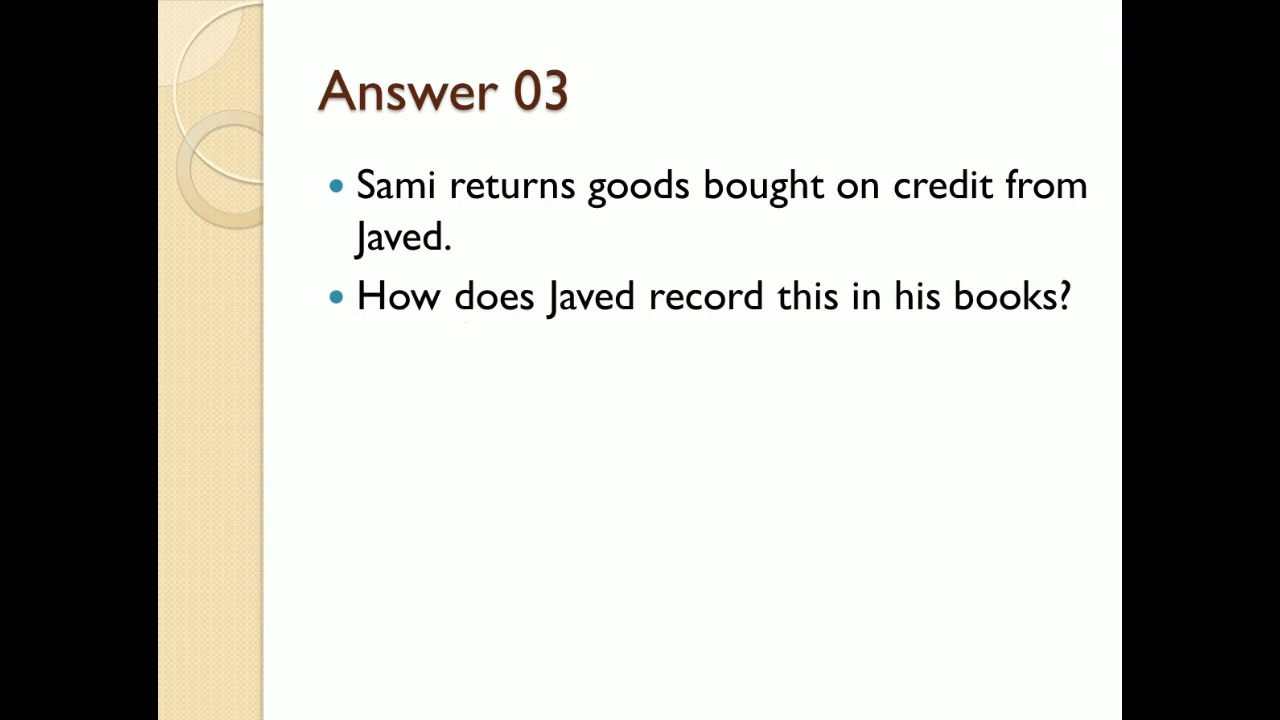 Answer 03
• Sami returns goods bought on credit from
Javed.
• How does Javed record this in his books?